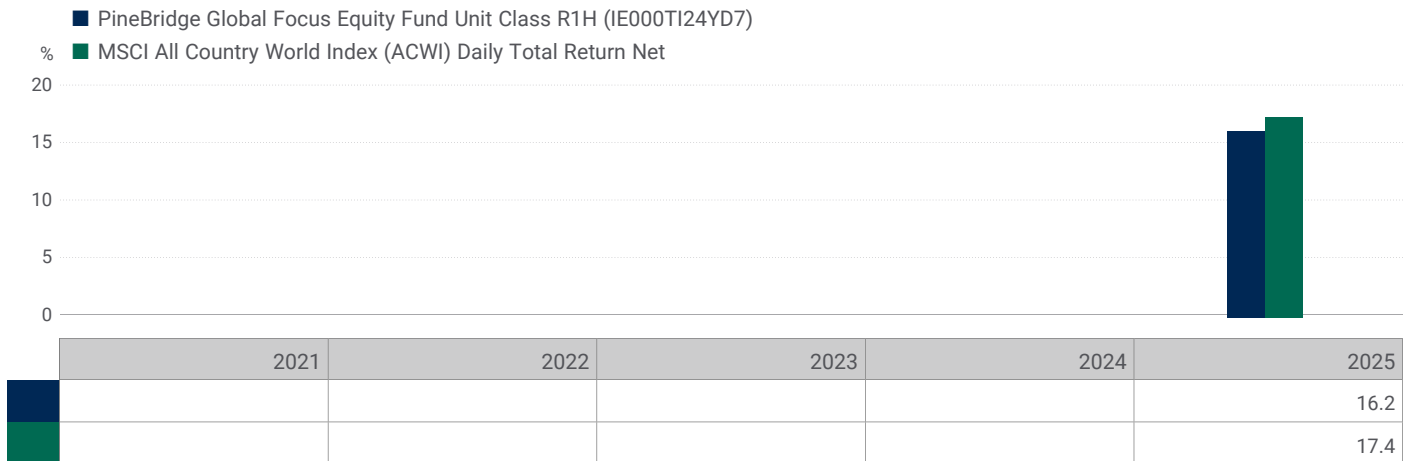 PineBridge Global Focus Equity Fund Unit Class R1H (IE000TI24YD7)
% MSCI All Country World Index (ACWI) Daily Total Return Net
20
15
10
5
0
2021 2022 2023 2024 2025
16.2
17.4